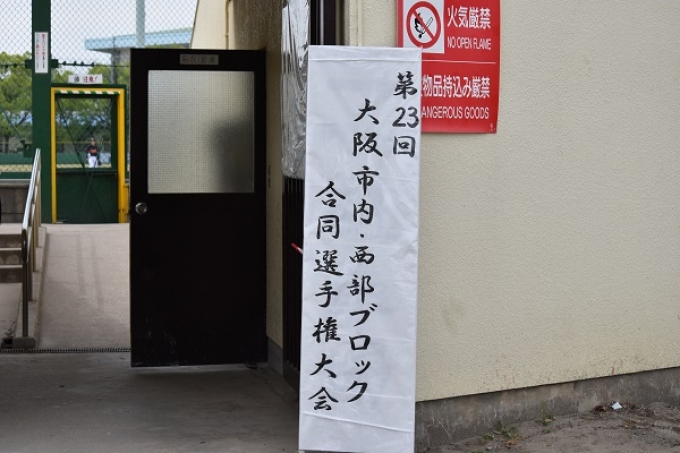 第23回
大阪市内・西部ブロック
合同選手権大会
火気厳禁
NO OPEN FLAME
物品持込み厳禁
DANGEROUS GOODS